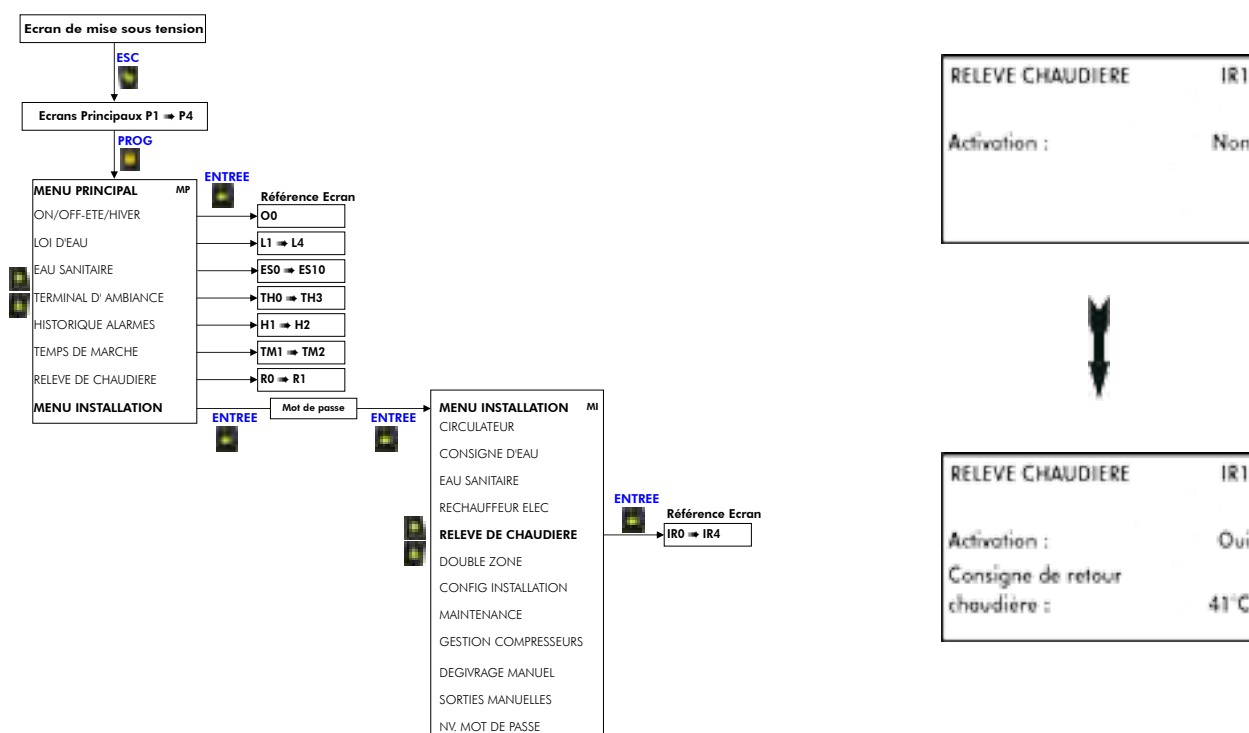 Ecran de mise sous tension
ESC
Ecrans Principaux P1 ➠ P4
PROG
MENU PRINCIPAL MP
ENTREE
Référence Ecran
ON/OFF-ETE/HIVER
O0
LOI D'EAU
L1 ➠ L4
EAU SANITAIRE
ES0 ➠ ES10
TERMINAL D' AMBIANCE
TH0 ➠ TH3
HISTORIQUE ALARMES
H1 ➠ H2
TEMPS DE MARCHE
TM1 ➠ TM2
RELEVE DE CHAUDIERE
R0 ➠ R1
MENU INSTALLATION
ENTREE
Mot de passe
ENTREE
MENU INSTALLATION MI
CIRCULATEUR
CONSIGNE D'EAU
EAU SANITAIRE
RECHAUFFEUR ELEC
RELEVE DE CHAUDIERE
ENTREE
Référence Ecran
IR0 ➠ IR4
DOUBLE ZONE
CONFIG INSTALLATION
MAINTENANCE
GESTION COMPRESSEURS
DEGIVRAGE MANUEL
SORTIES MANUELLES
NV. MOT DE PASSE
RELEVE CHAUDIERE IR1
Activation : Non
RELEVE CHAUDIERE IR1
Activation : Oui
Consigne de retour
chaudière : 41°C